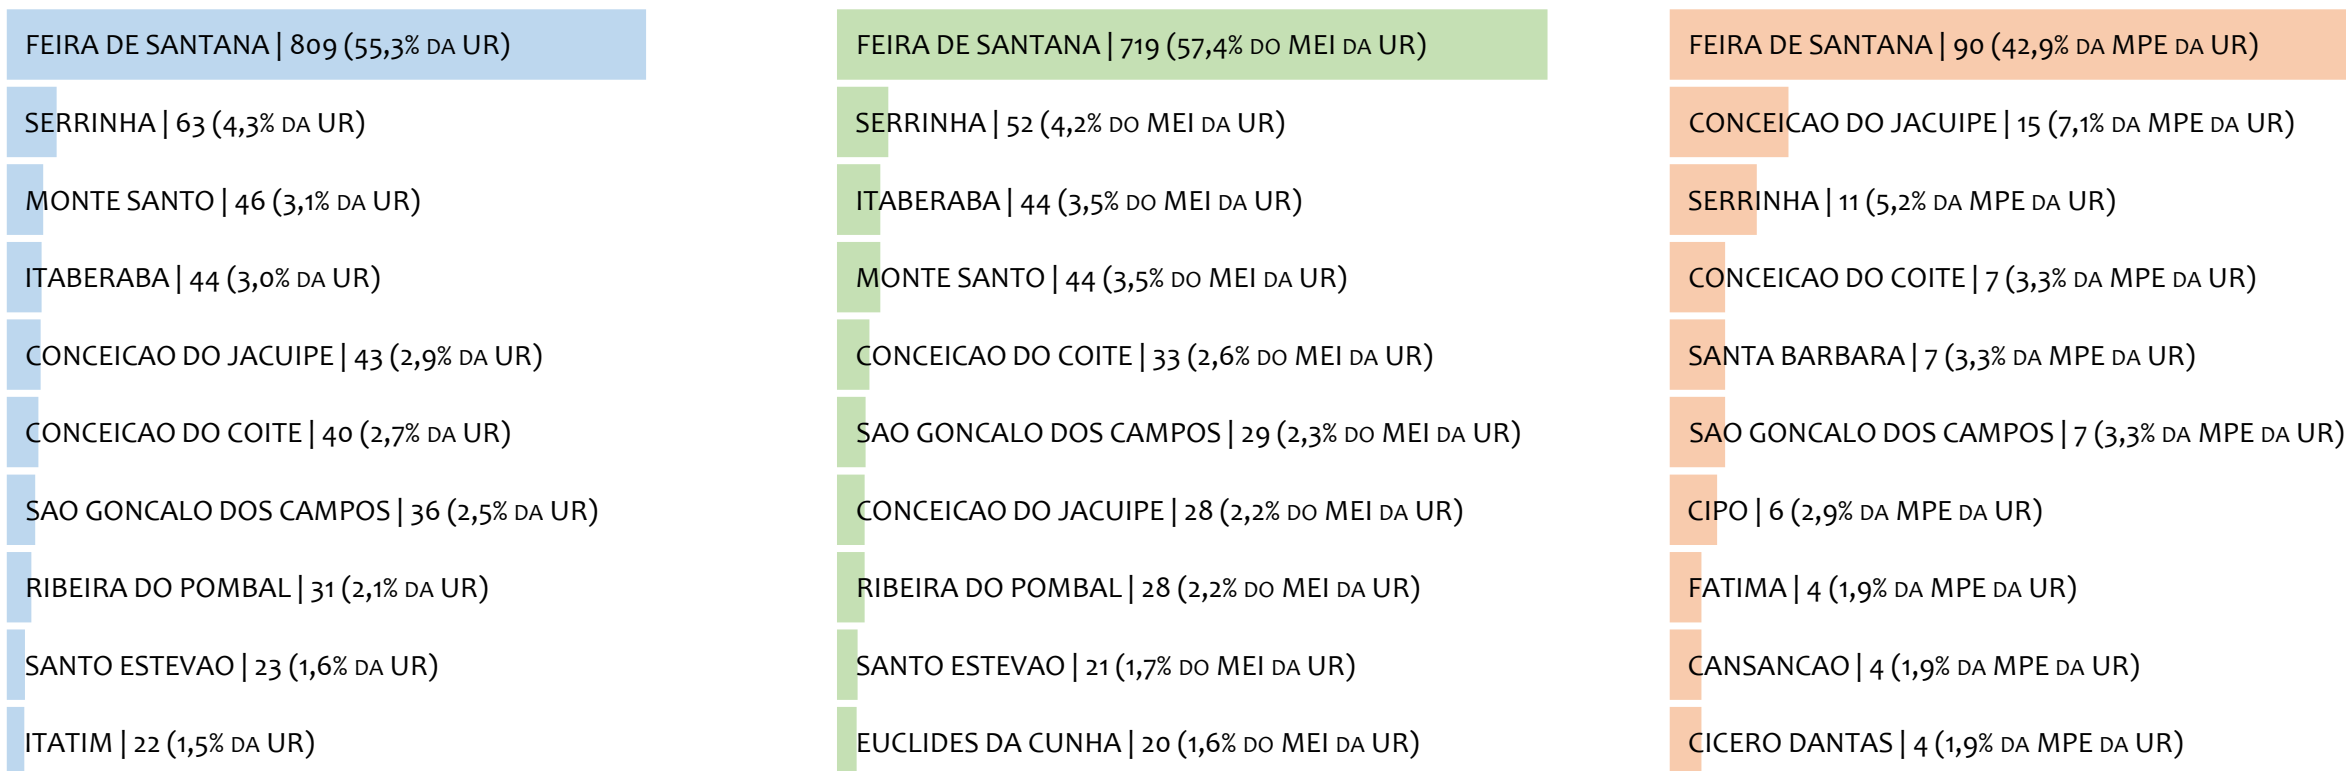 FEIRA DE SANTANA | 809 (55,3% DA UR)
SERRINHA | 63 (4,3% DA UR)
MONTE SANTO | 46 (3,1% DA UR)
ITABERABA | 44 (3,0% DA UR)
CONCEICAO DO JACUIPE | 43 (2,9% DA UR)
CONCEICAO DO COITE | 40 (2,7% DA UR)
SAO GONCALO DOS CAMPOS | 36 (2,5% DA UR)
RIBEIRA DO POMBAL | 31 (2,1% DA UR)
SANTO ESTEVAO | 23 (1,6% DA UR)
ITATIM | 22 (1,5% DA UR)
FEIRA DE SANTANA | 719 (57,4% DO MEI DA UR)
SERRINHA | 52 (4,2% DO MEI DA UR)
ITABERABA | 44 (3,5% DO MEI DA UR)
MONTE SANTO | 44 (3,5% DO MEI DA UR)
CONCEICAO DO COITE | 33 (2,6% DO MEI DA UR)
SAO GONCALO DOS CAMPOS | 29 (2,3% DO MEI DA UR)
CONCEICAO DO JACUIPE | 28 (2,2% DO MEI DA UR)
RIBEIRA DO POMBAL | 28 (2,2% DO MEI DA UR)
SANTO ESTEVAO | 21 (1,7% DO MEI DA UR)
EUCLIDES DA CUNHA | 20 (1,6% DO MEI DA UR)
FEIRA DE SANTANA | 90 (42,9% DA MPE DA UR)
CONCEICAO DO JACUIPE | 15 (7,1% DA MPE DA UR)
SERRINHA | 11 (5,2% DA MPE DA UR)
CONCEICAO DO COITE | 7 (3,3% DA MPE DA UR)
SANTA BARBARA | 7 (3,3% DA MPE DA UR)
SAO GONCALO DOS CAMPOS | 7 (3,3% DA MPE DA UR)
CIPO | 6 (2,9% DA MPE DA UR)
FATIMA | 4 (1,9% DA MPE DA UR)
CANSANCAO | 4 (1,9% DA MPE DA UR)
CICERO DANTAS | 4 (1,9% DA MPE DA UR)